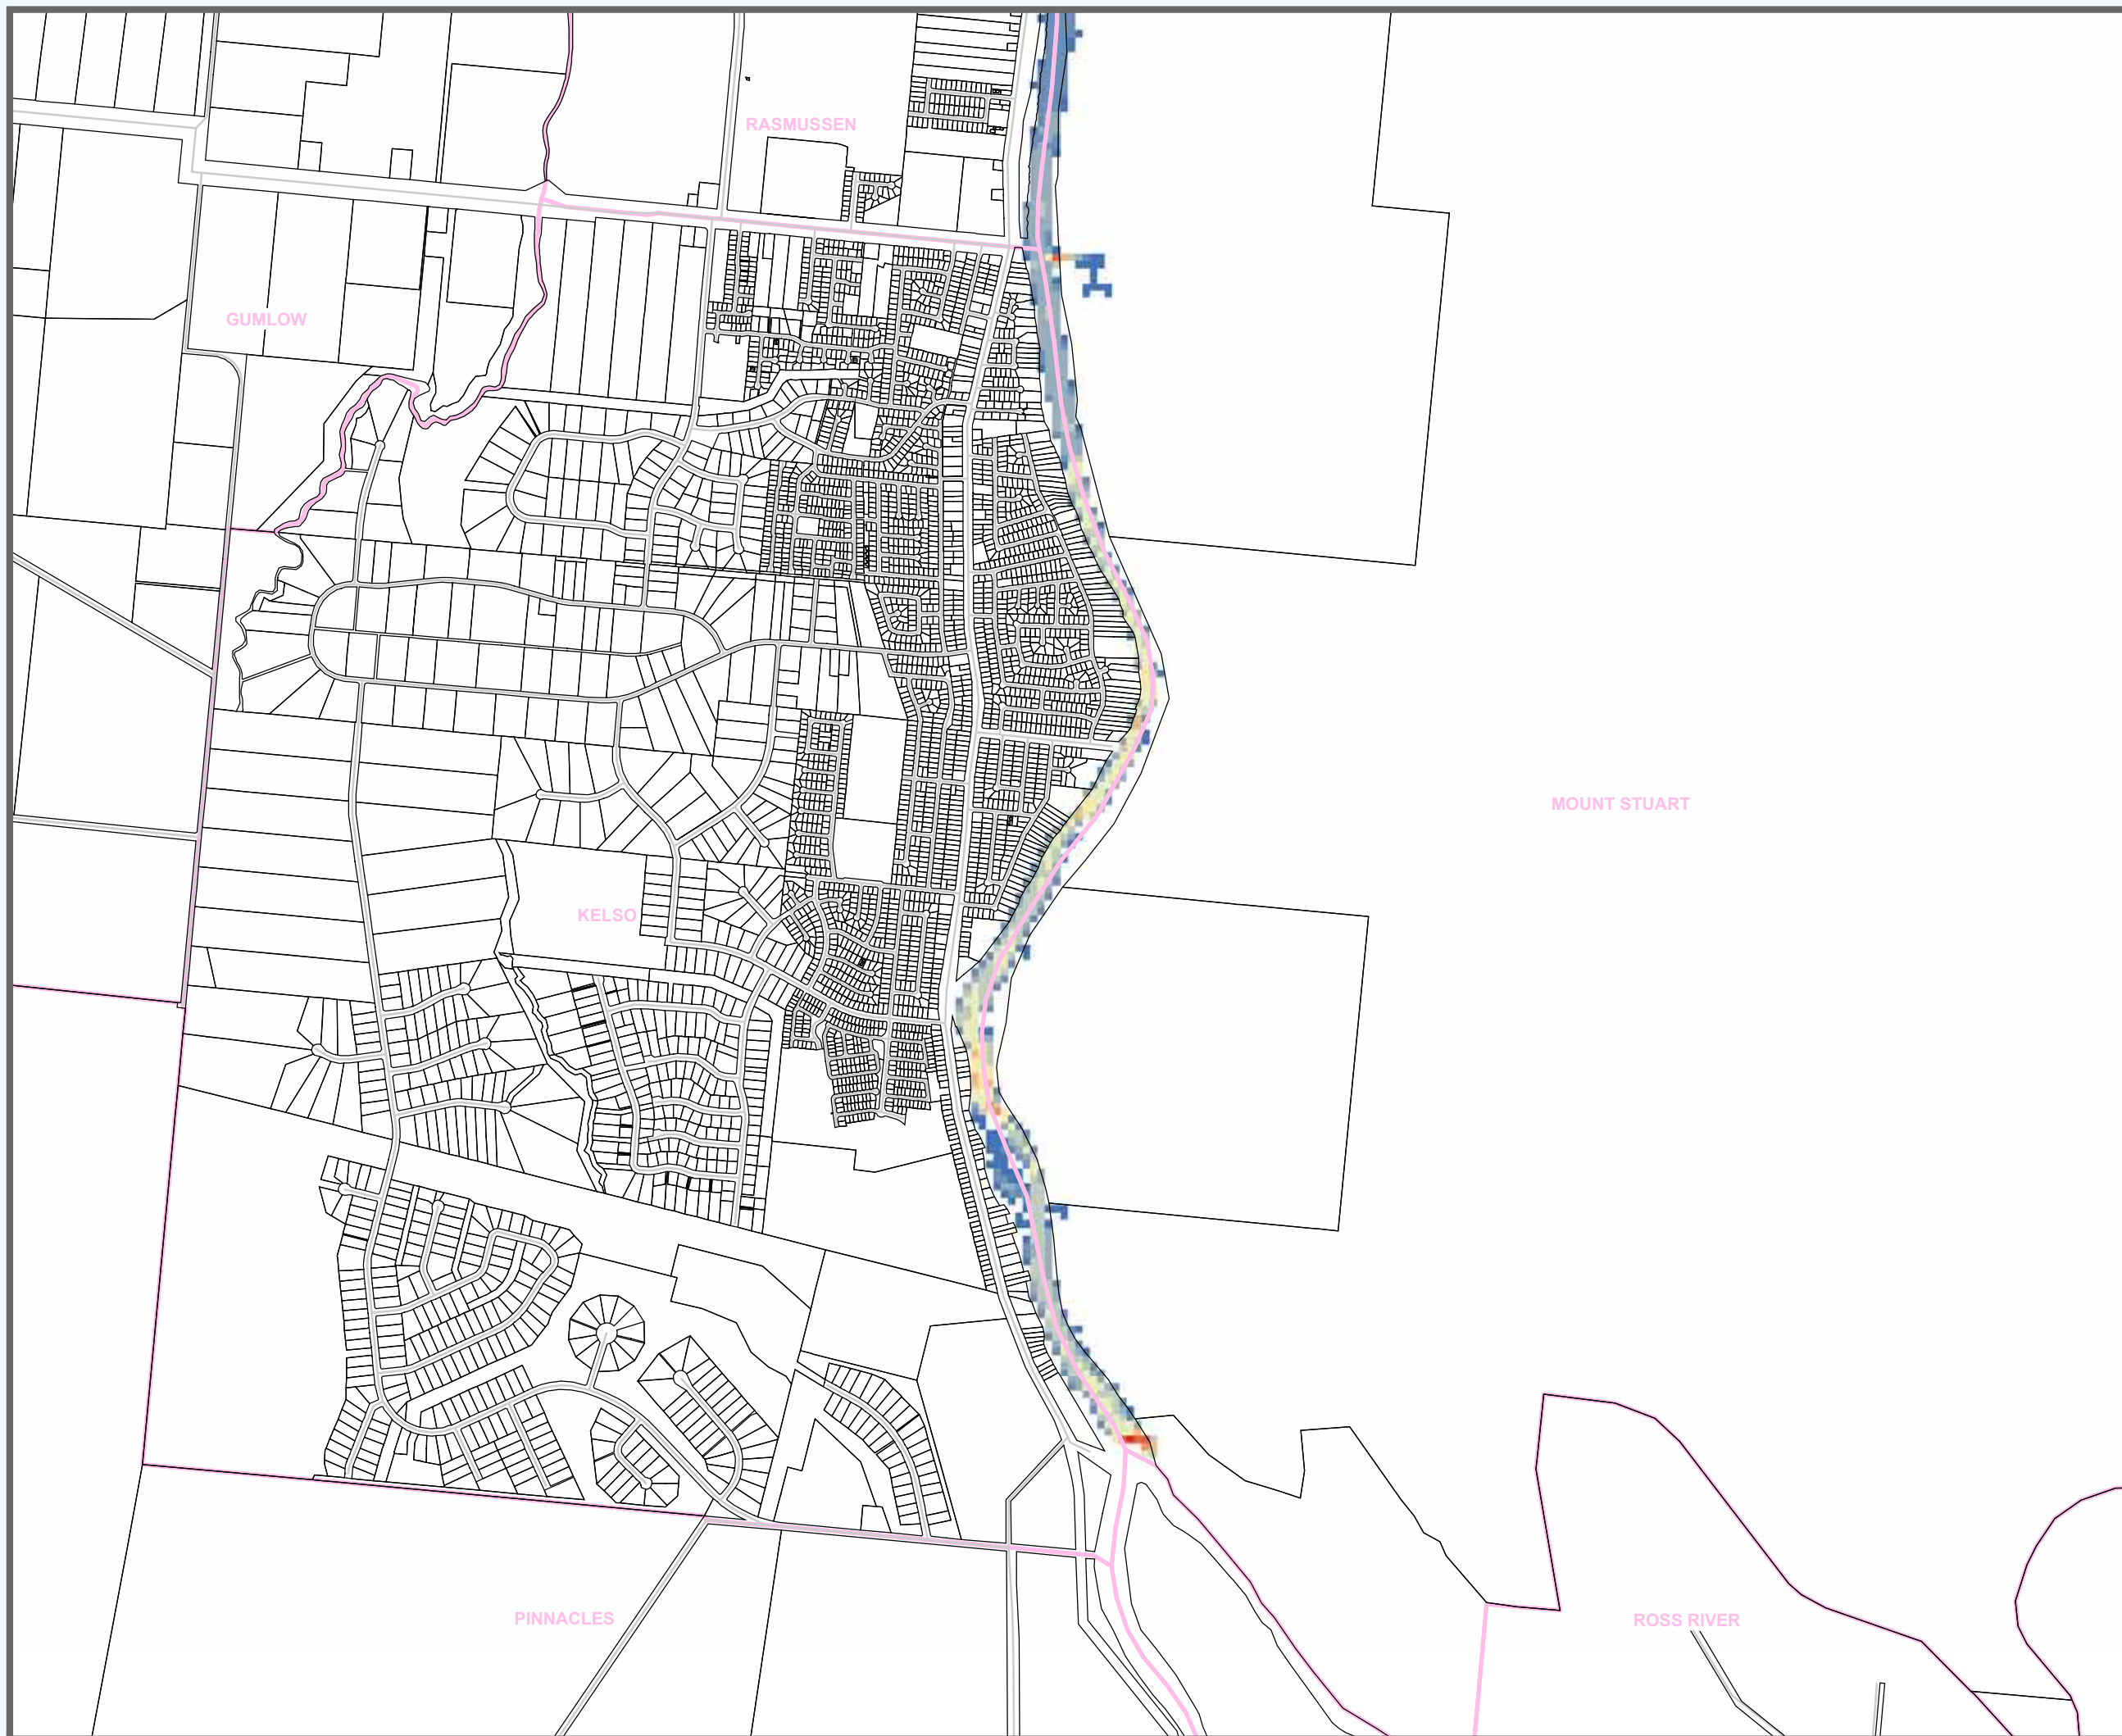 RASMUSSEN
GUMLOW
MOUNT STUART
KELSO
PINNACLES
ROSS RIVER